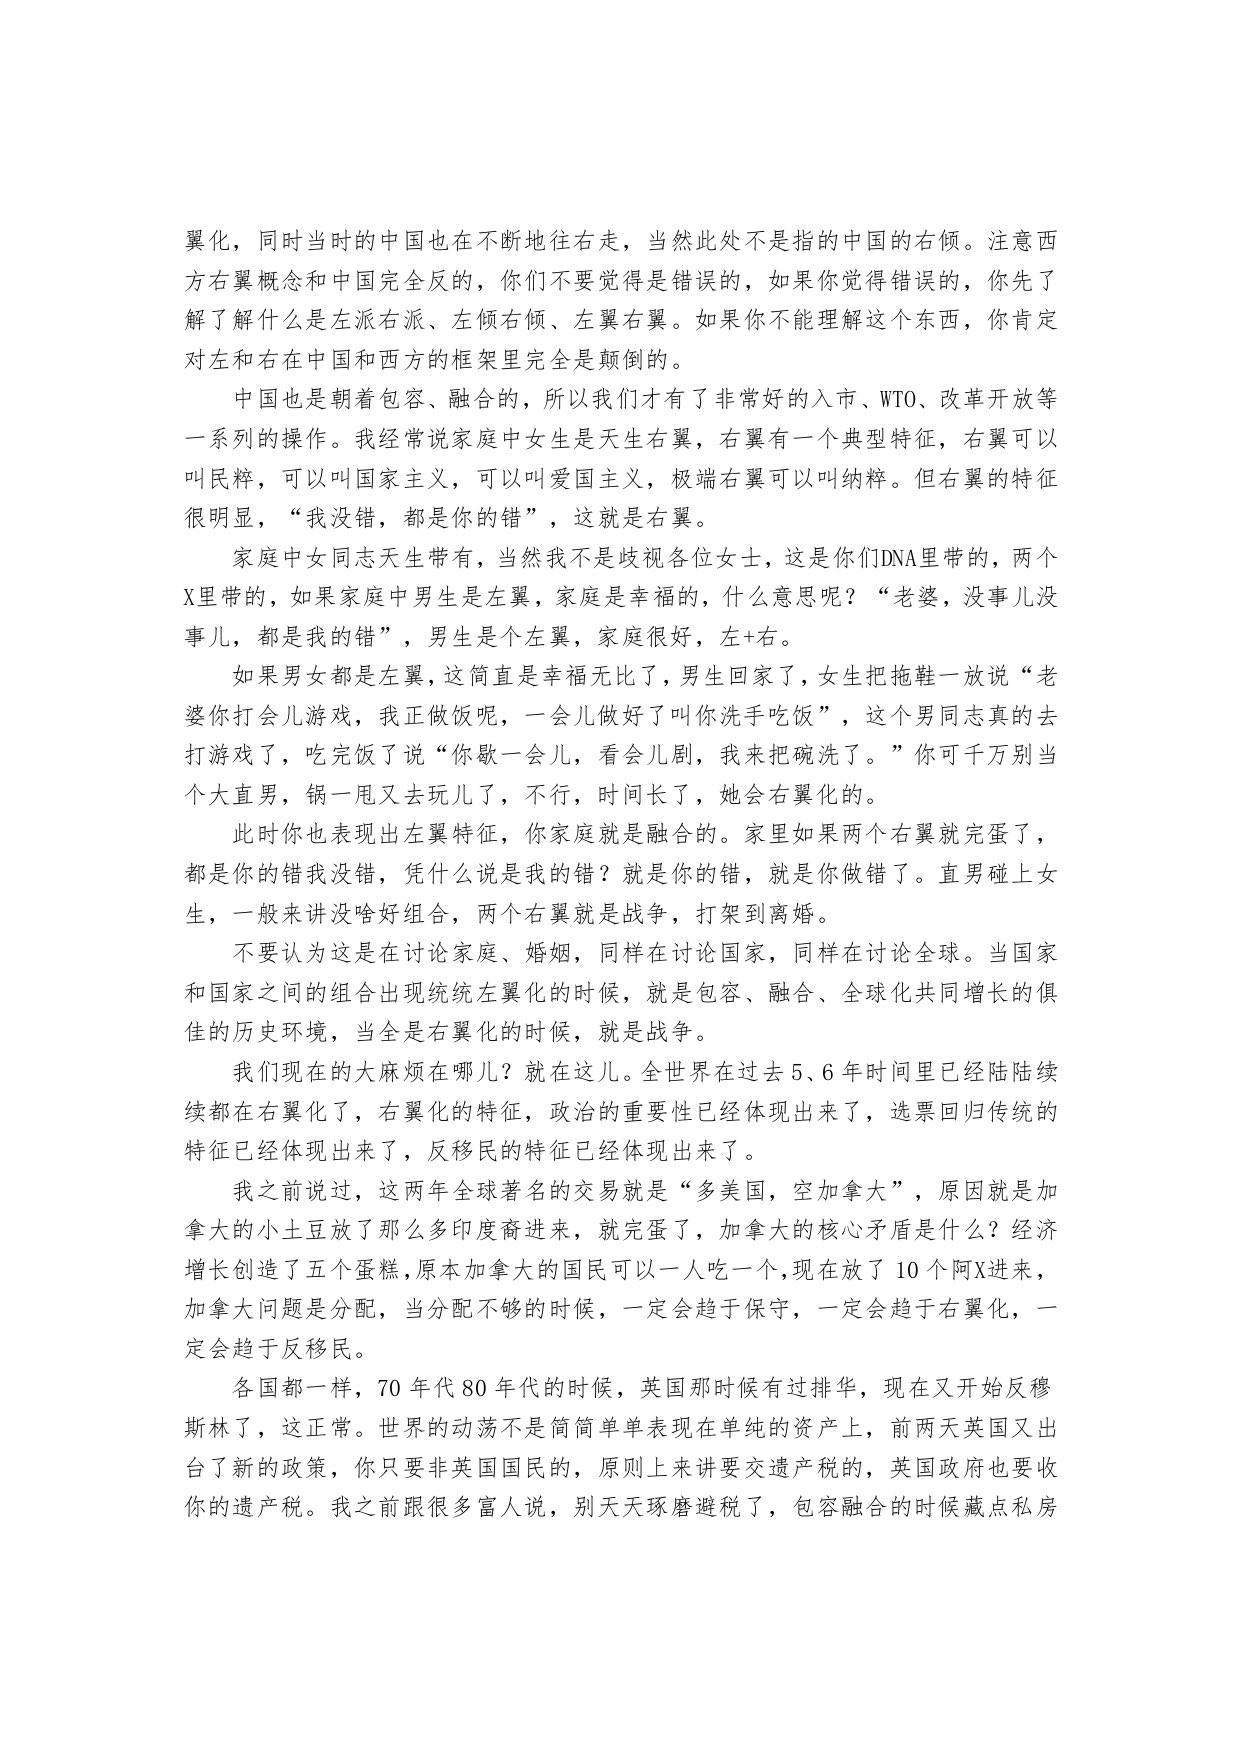 翼化，同时当时的中国也在不断地往右走，当然此处不是指的中国的右倾。注意西
方右翼概念和中国完全反的，你们不要觉得是错误的，如果你觉得错误的，你先了
解了解什么是左派右派、左倾右倾、左翼右翼。如果你不能理解这个东西，你肯定
对左和右在中国和西方的框架里完全是颠倒的。
中国也是朝着包容、融合的，所以我们才有了非常好的入市、WTO、改革开放等
一系列的操作。我经常说家庭中女生是天生右翼，右翼有一个典型特征，右翼可以
叫民粹，可以叫国家主义，可以叫爱国主义，极端右翼可以叫纳粹。但右翼的特征
很明显，“我没错，都是你的错”，这就是右翼。
家庭中女同志天生带有，当然我不是歧视各位女士，这是你们DNA里带的，两个
X里带的，如果家庭中男生是左翼，家庭是幸福的，什么意思呢？“老婆，没事儿没
事儿，都是我的错”，男生是个左翼，家庭很好，左+右。
如果男女都是左翼，这简直是幸福无比了，男生回家了，女生把拖鞋一放说“老
婆你打会儿游戏，我正做饭呢，一会儿做好了叫你洗手吃饭”，这个男同志真的去
打游戏了，吃完饭了说“你歇一会儿，看会儿剧，我来把碗洗了。”你可千万别当
个大直男，锅一甩又去玩儿了，不行，时间长了，她会右翼化的。
此时你也表现出左翼特征，你家庭就是融合的。家里如果两个右翼就完蛋了，
都是你的错我没错，凭什么说是我的错？就是你的错，就是你做错了。直男碰上女
生，一般来讲没啥好组合，两个右翼就是战争，打架到离婚。
不要认为这是在讨论家庭、婚姻，同样在讨论国家，同样在讨论全球。当国家
和国家之间的组合出现统统左翼化的时候，就是包容、融合、全球化共同增长的俱
佳的历史环境，当全是右翼化的时候，就是战争。
我们现在的大麻烦在哪儿？就在这儿。全世界在过去 5、6 年时间里已经陆陆续
续都在右翼化了，右翼化的特征，政治的重要性已经体现出来了，选票回归传统的
特征已经体现出来了，反移民的特征已经体现出来了。
我之前说过，这两年全球著名的交易就是“多美国，空加拿大”，原因就是加
拿大的小土豆放了那么多印度裔进来，就完蛋了，加拿大的核心矛盾是什么？经济
增长创造了五个蛋糕，原本加拿大的国民可以一人吃一个，现在放了 10 个阿X进来，
加拿大问题是分配，当分配不够的时候，一定会趋于保守，一定会趋于右翼化，一
定会趋于反移民。
各国都一样，70 年代 80 年代的时候，英国那时候有过排华，现在又开始反穆
斯林了，这正常。世界的动荡不是简简单单表现在单纯的资产上，前两天英国又出
台了新的政策，你只要非英国国民的，原则上来讲要交遗产税的，英国政府也要收
你的遗产税。我之前跟很多富人说，别天天琢磨避税了，包容融合的时候藏点私房